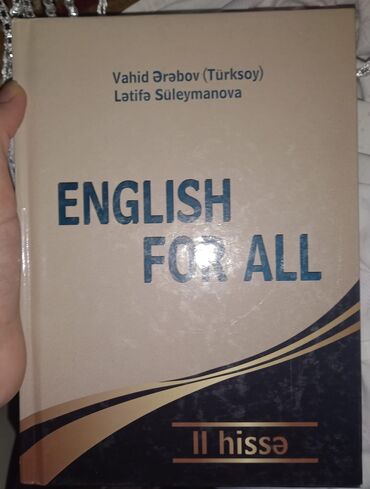 Vahid Ərəbov (Türksoy)
Lətifə Süleymanova
ENGLISH
FOR ALL
II hissə